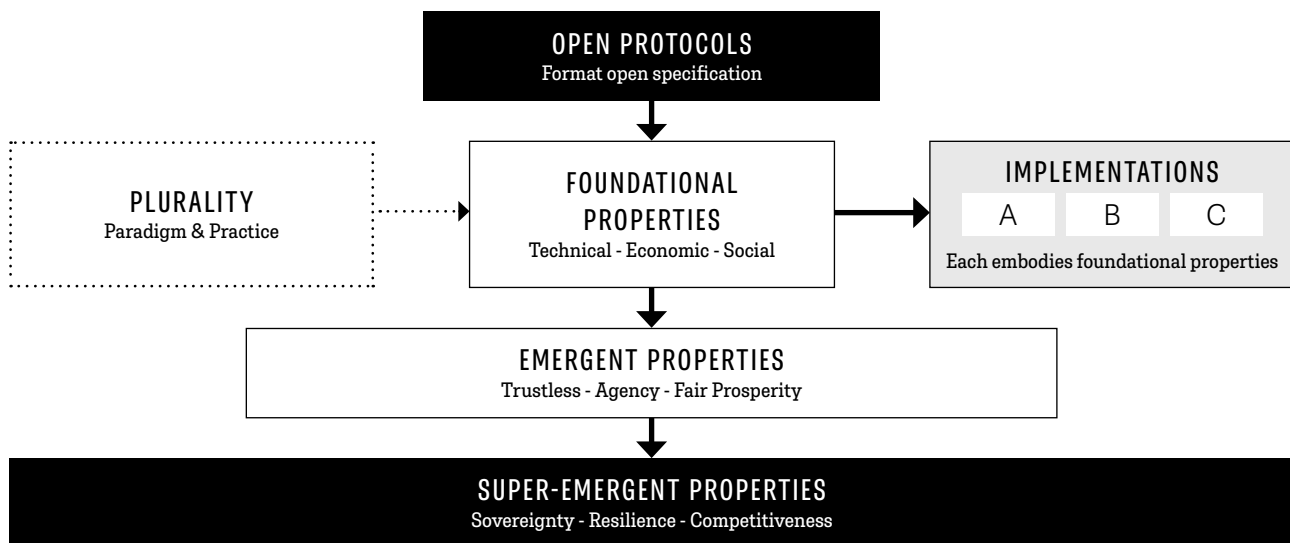 OPEN PROTOCOLS
Format open specification
PLURALITY
Paradigm & Practice
FOUNDATIONAL
PROPERTIES
Technical - Economic - Social
IMPLEMENTATIONS
A B C
Each embodies foundational properties
EMERGENT PROPERTIES
Trustless - Agency - Fair Prosperity
SUPER-EMERGENT PROPERTIES
Sovereignty - Resilience - Competitiveness